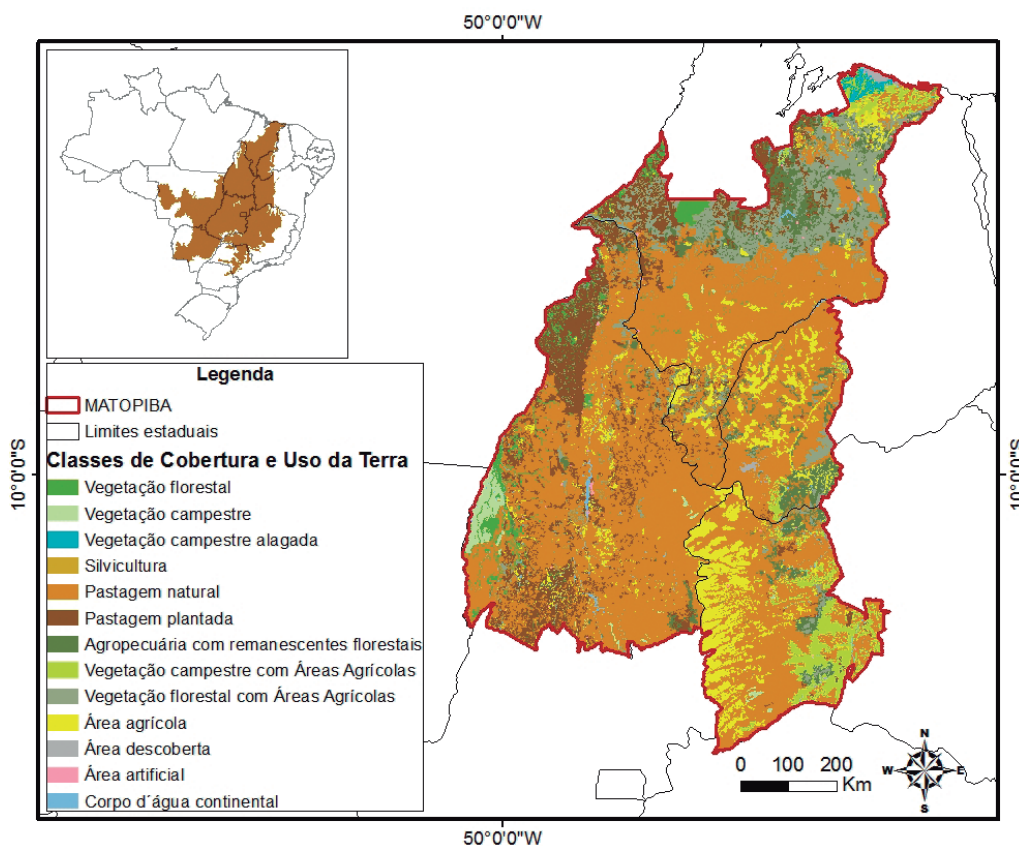 50°0'0"W
10°0'0"S
10°0'0"S
Legenda
MATOPIBA
Limites estaduais
Classes de Cobertura e Uso da Terra
Vegetação florestal
Vegetação campestre
Vegetação campestre alagada
Silvicultura
Pastagem natural
Pastagem plantada
Agropecuária com remanescentes florestais
Vegetação campestre com Áreas Agrícolas
Vegetação florestal com Áreas Agrícolas
Área agrícola
Área descoberta
Área artificial
Corpo d´água continental
0 100 200
Km
N
W E
S
50°0'0"W